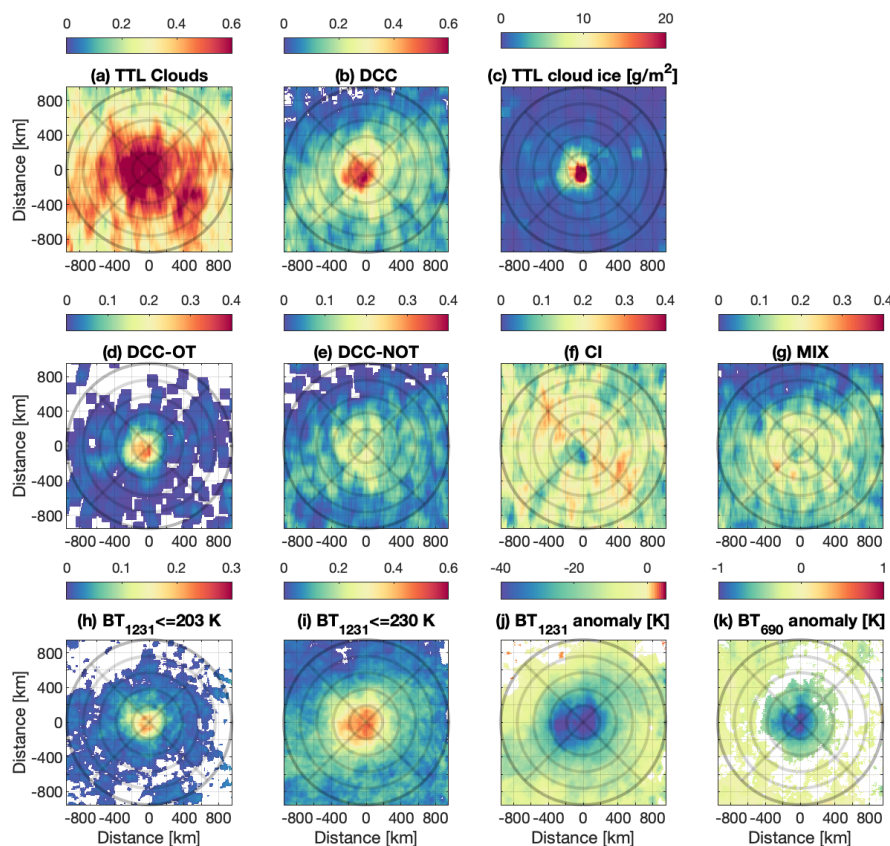 0 0.2 0.4 0.6
0 0.2 0.4 0.6
0 10 20
(a) TTL Clouds
(b) DCC
(c) TTL cloud ice [g/m²]
Distance [km]
800
400
0
-400
-800
-800 -400 0 400 800
-800 -400 0 400 800
-800 -400 0 400 800
0 0.1 0.2 0.3 0.4
0 0.1 0.2 0.3 0.4
0 0.1 0.2 0.3 0.4
0 0.1 0.2 0.3 0.4
(d) DCC-OT
(e) DCC-NOT
(f) CI
(g) MIX
Distance [km]
800
400
0
-400
-800
-800 -400 0 400 800
-800 -400 0 400 800
-800 -400 0 400 800
-800 -400 0 400 800
0 0.1 0.2 0.3
0 0.2 0.4 0.6
-40 -20 0
-1 0 1
(h) BT₁₂₃₁<=203 K
(i) BT₁₂₃₁<=230 K
(j) BT₁₂₃₁ anomaly [K]
(k) BT₆₉₀ anomaly [K]
Distance [km]
800
400
0
-400
-800
-800 -400 0 400 800
-800 -400 0 400 800
-800 -400 0 400 800
-800 -400 0 400 800
Distance [km]
Distance [km]
Distance [km]
Distance [km]